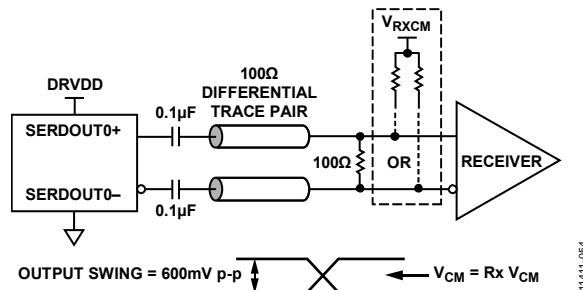 V_RXCM
DRVDD
100Ω
DIFFERENTIAL
TRACE PAIR
0.1µF
SERDOUT0+
100Ω
OR
RECEIVER
SERDOUT0–
0.1µF
OUTPUT SWING = 600mV p-p
V_CM = Rx V_CM
11411-054